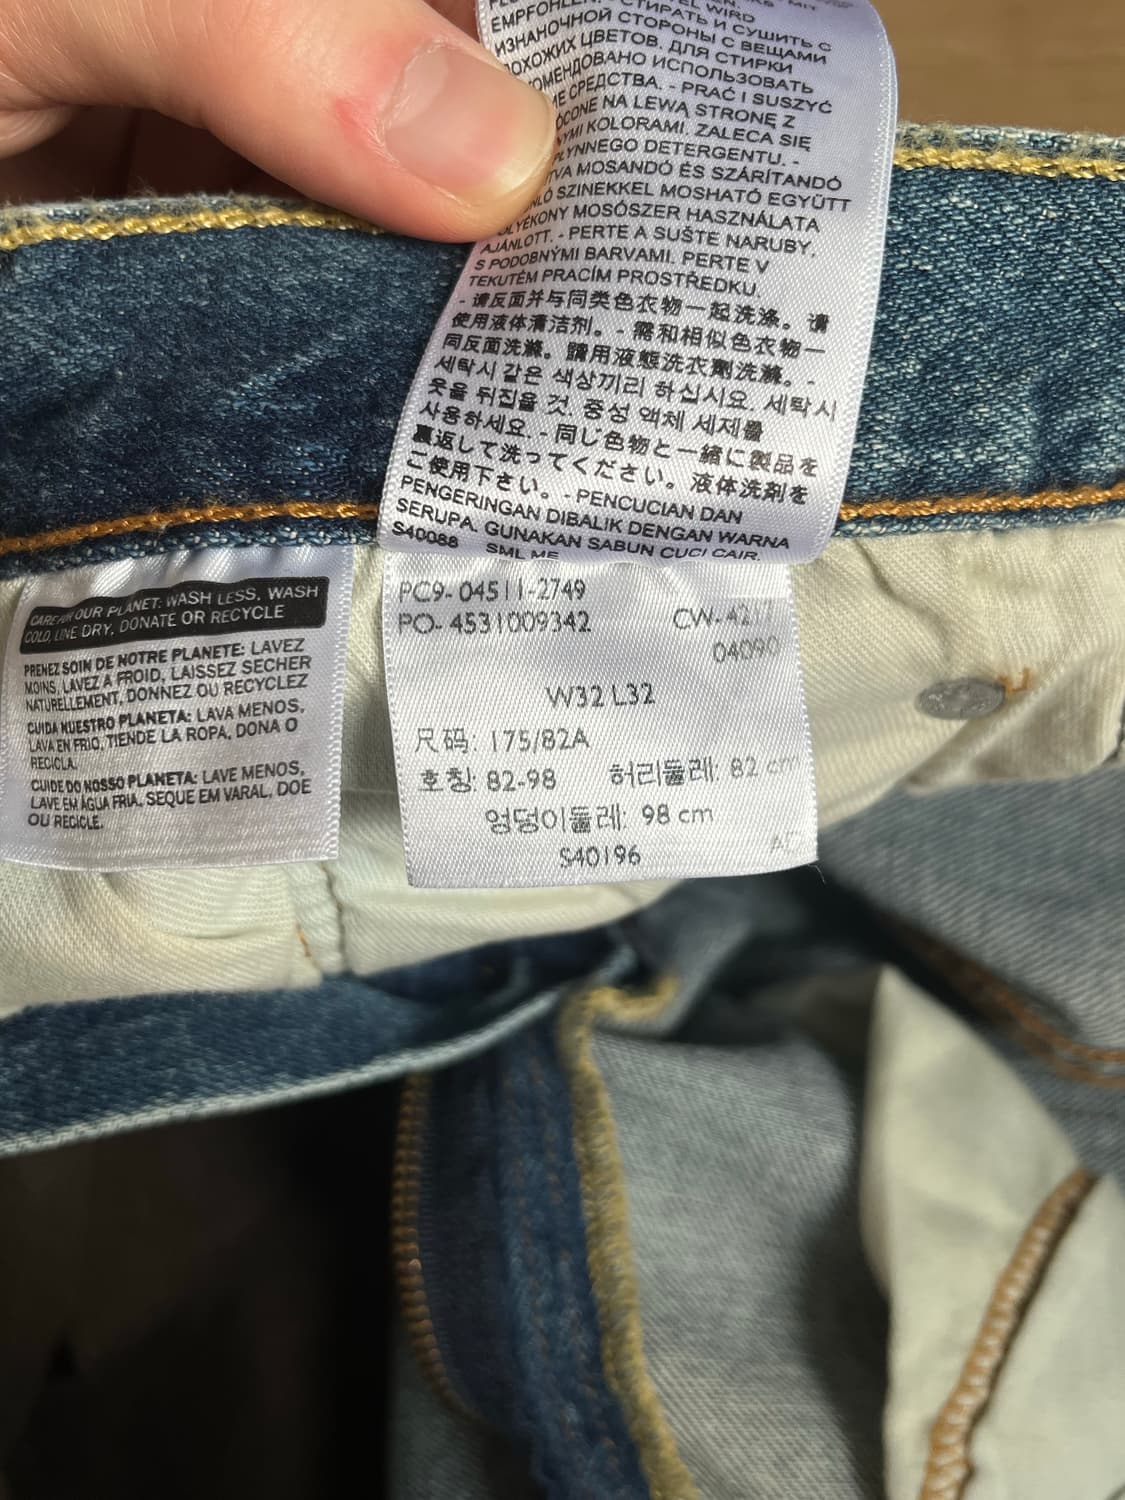 EMPFOHLEN. - СТИРАТЬ И СУШИТЬ С
ИЗНАНОЧНОЙ СТОРОНЫ С ВЕЩАМИ
ПОХОЖИХ ЦВЕТОВ. ДЛЯ СТИРКИ
ИСПОЛЬЗОВАТЬ
СРЕДСТВА. - PRAĆ I SUSZYĆ
NA LEWĄ STRONĘ Z
KOLORAMI. ZALECA SIĘ
DETERGENTU. -
MOSANDÓ ÉS SZÁRÍTANDÓ
SZINEKKEL MOSHATÓ EGYÜTT
MOSÓSZER HASZNÁLATA
AJÁNLOTT. - PERTE A SUŠTE NARUBY.
S PODOBNÝMI BARVAMI. PERTE V
TEKUTÉM PRACÍM PROSTŘEDKU.
- 请反面并与同类色衣物一起洗涤。请
使用液体清洁剂。- 需和相似色衣物一
同反面洗滌。請用液態洗衣劑洗滌。-
세탁시 같은 색상끼리 하십시요. 세탁시
옷을 뒤집을 것. 중성 액체 세제를
사용하세요. - 同じ色物と一緒に製品を
裏返して洗ってください。液体洗剤を
ご使用下さい。- PENCUCIAN DAN
PENGERINGAN DIBALIK DENGAN WARNA
SERUPA. GUNAKAN SABUN CUCI CAIR.
S40088 SML ME
CARE FOR OUR PLANET: WASH LESS, WASH
COLD, LINE DRY, DONATE OR RECYCLE
PRENEZ SOIN DE NOTRE PLANETE: LAVEZ
MOINS, LAVEZ A FROID, LAISSEZ SECHER
NATURELLEMENT, DONNEZ OU RECYCLEZ
CUIDA NUESTRO PLANETA: LAVA MENOS,
LAVA EN FRIO, TIENDE LA ROPA, DONA O
RECICLA.
CUIDE DO NOSSO PLANETA: LAVE MENOS,
LAVE EM ÁGUA FRIA, SEQUE EM VARAL, DOE
OU RECICLE.
PC9- 04511-2749
PO- 4531009342 CW-
04090
W32 L32
尺码: 175/82A
호칭: 82-98 허리둘레: 82 cm
엉덩이둘레: 98 cm
S40196